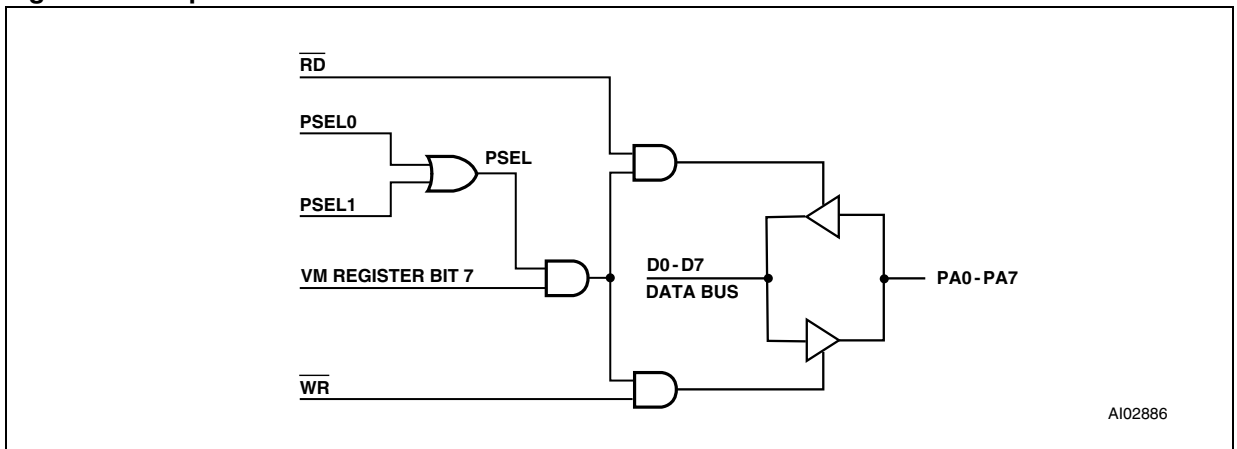 RD
PSEL0
PSEL
PSEL1
VM REGISTER BIT 7
D0-D7
DATA BUS
PA0-PA7
WR
AI02886